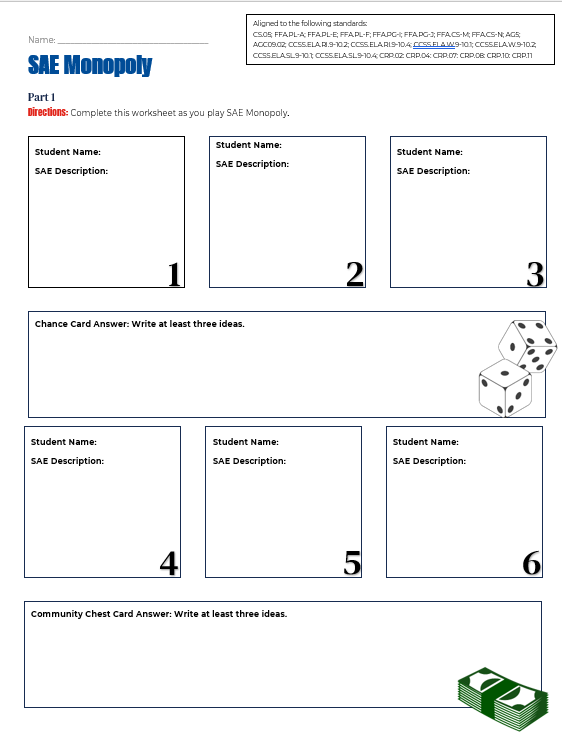 Aligned to the following standards:
CS.05; FFA.PL-A; FFA.PL-E; FFA.PL-F; FFA.PG-I; FFA.PG-J; FFA.CS-M; FFA.CS-N; AG5;
AGC09.02; CCSS.ELA.RI.9-10.2; CCSS.ELA.RI.9-10.4; CCSS.ELA.W.9-10.1; CCSS.ELA.W.9-10.2;
CCSS.ELA.SL.9-10.1; CCSS.ELA.SL.9-10.4; CRP.02; CRP.04; CRP.07; CRP.08; CRP.10; CRP.11
Name: ___________________________________
SAE Monopoly
Part 1
Directions: Complete this worksheet as you play SAE Monopoly.
Student Name:
SAE Description:
1
Student Name:
SAE Description:
2
Student Name:
SAE Description:
3
Chance Card Answer: Write at least three ideas.
Student Name:
SAE Description:
4
Student Name:
SAE Description:
5
Student Name:
SAE Description:
6
Community Chest Card Answer: Write at least three ideas.